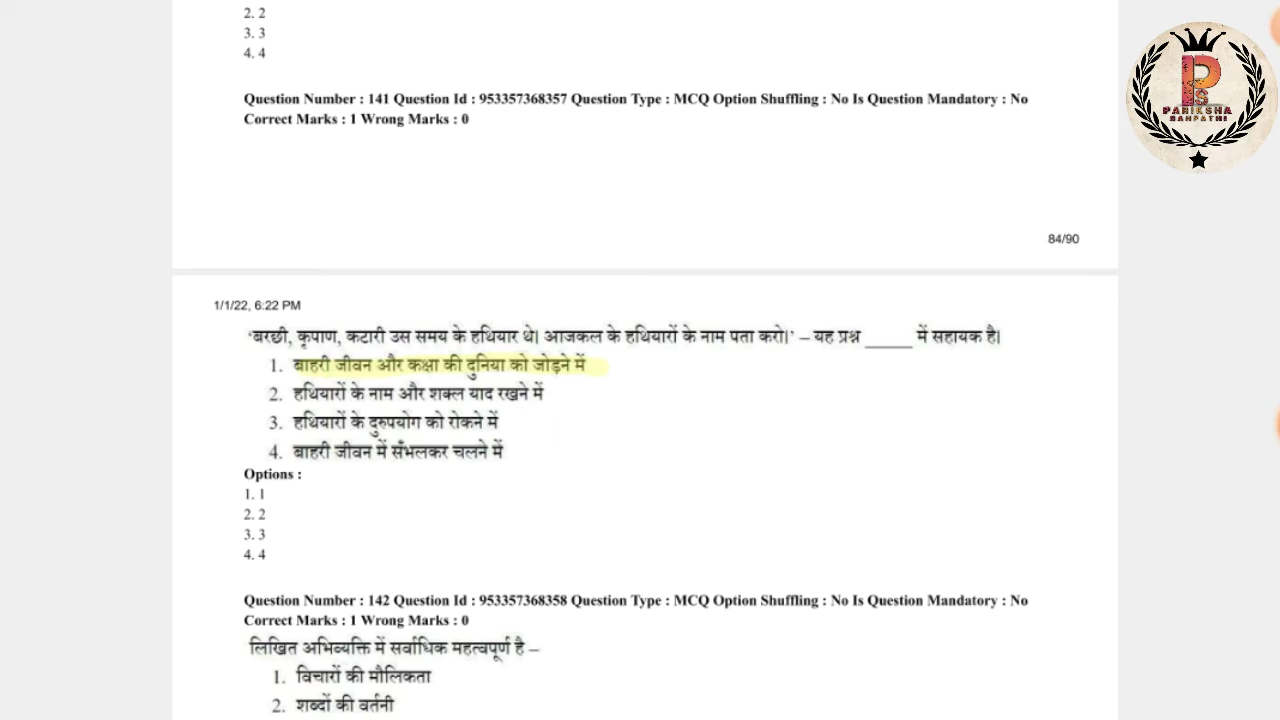 2. 2
3. 3
4. 4
Question Number : 141 Question Id : 953357368357 Question Type : MCQ Option Shuffling : No Is Question Mandatory : No
Correct Marks : 1 Wrong Marks : 0
PARIKSHA
SANPATHI
84/90
1/1/22, 6:22 PM
'बरछी, कृपाण, कटारी उस समय के हथियार थे। आजकल के हथियारों के नाम पता करो।' – यह प्रश्न _____ में सहायक है।
1. बाहरी जीवन और कक्षा की दुनिया को जोड़ने में
2. हथियारों के नाम और शक्ल याद रखने में
3. हथियारों के दुरुपयोग को रोकने में
4. बाहरी जीवन में सँभलकर चलने में
Options :
1. 1
2. 2
3. 3
4. 4
Question Number : 142 Question Id : 953357368358 Question Type : MCQ Option Shuffling : No Is Question Mandatory : No
Correct Marks : 1 Wrong Marks : 0
लिखित अभिव्यक्ति में सर्वाधिक महत्वपूर्ण है –
1. विचारों की मौलिकता
2. शब्दों की वर्तनी